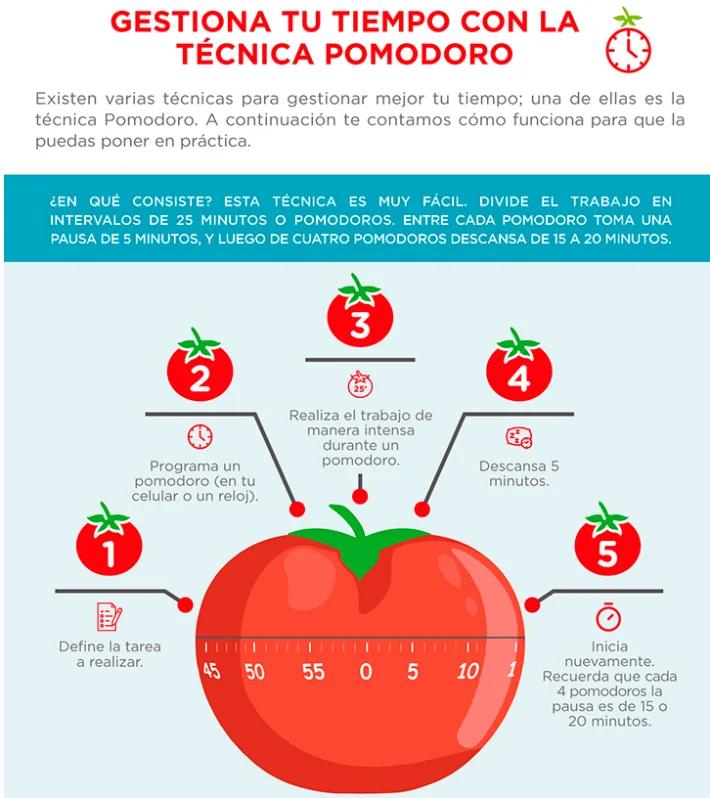 GESTIONA TU TIEMPO CON LA
TÉCNICA POMODORO
Existen varias técnicas para gestionar mejor tu tiempo; una de ellas es la
técnica Pomodoro. A continuación te contamos cómo funciona para que la
puedas poner en práctica.
¿EN QUÉ CONSISTE? ESTA TÉCNICA ES MUY FÁCIL. DIVIDE EL TRABAJO EN
INTERVALOS DE 25 MINUTOS O POMODOROS. ENTRE CADA POMODORO TOMA UNA
PAUSA DE 5 MINUTOS, Y LUEGO DE CUATRO POMODOROS DESCANSA DE 15 A 20 MINUTOS.
1
Define la tarea
a realizar.
2
Programa un
pomodoro (en tu
celular o un reloj).
3
25'
Realiza el trabajo de
manera intensa
durante un
pomodoro.
4
zz
zz
Descansa 5
minutos.
5
Inicia
nuevamente.
Recuerda que cada
4 pomodoros la
pausa es de 15 o
20 minutos.
45 50 55 0 5 10 1